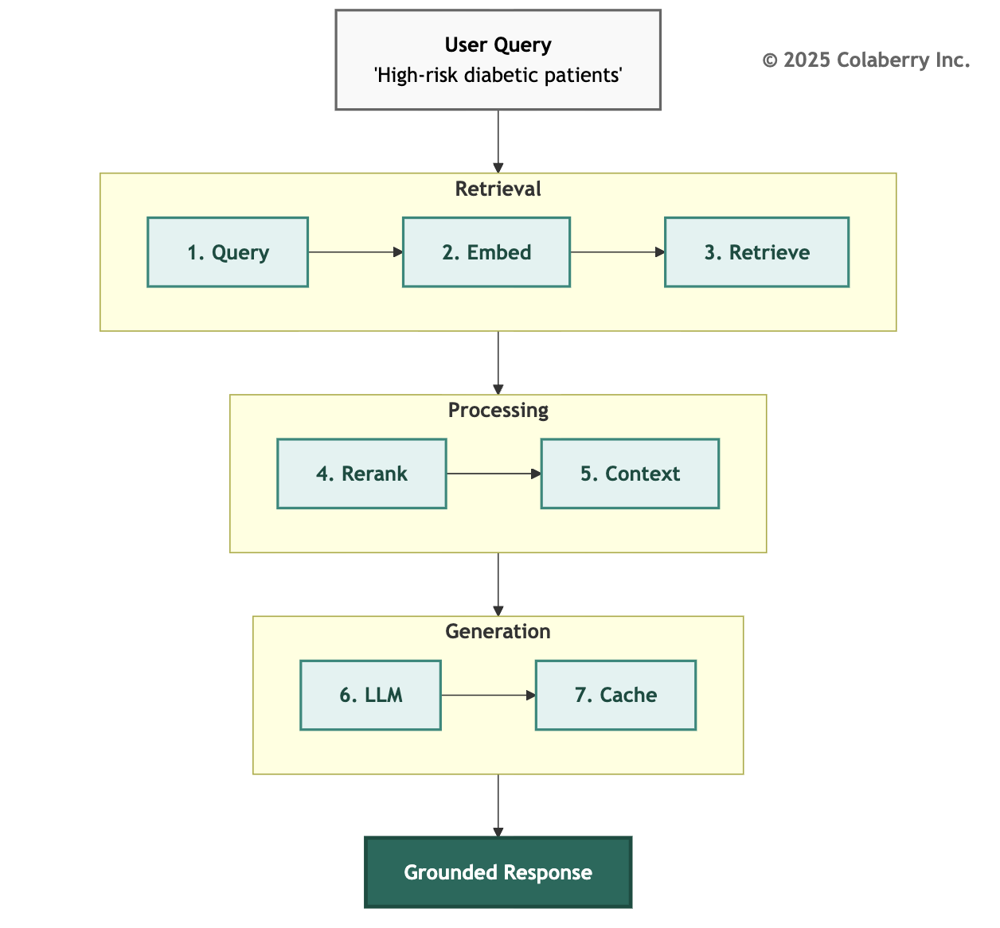 User Query
'High-risk diabetic patients'
© 2025 Colaberry Inc.
Retrieval
1. Query
2. Embed
3. Retrieve
Processing
4. Rerank
5. Context
Generation
6. LLM
7. Cache
Grounded Response